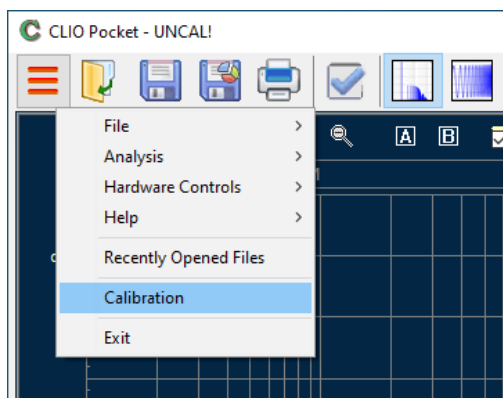 CLIO Pocket - UNCAL!
File
Analysis
Hardware Controls
Help
Recently Opened Files
Calibration
Exit
A B